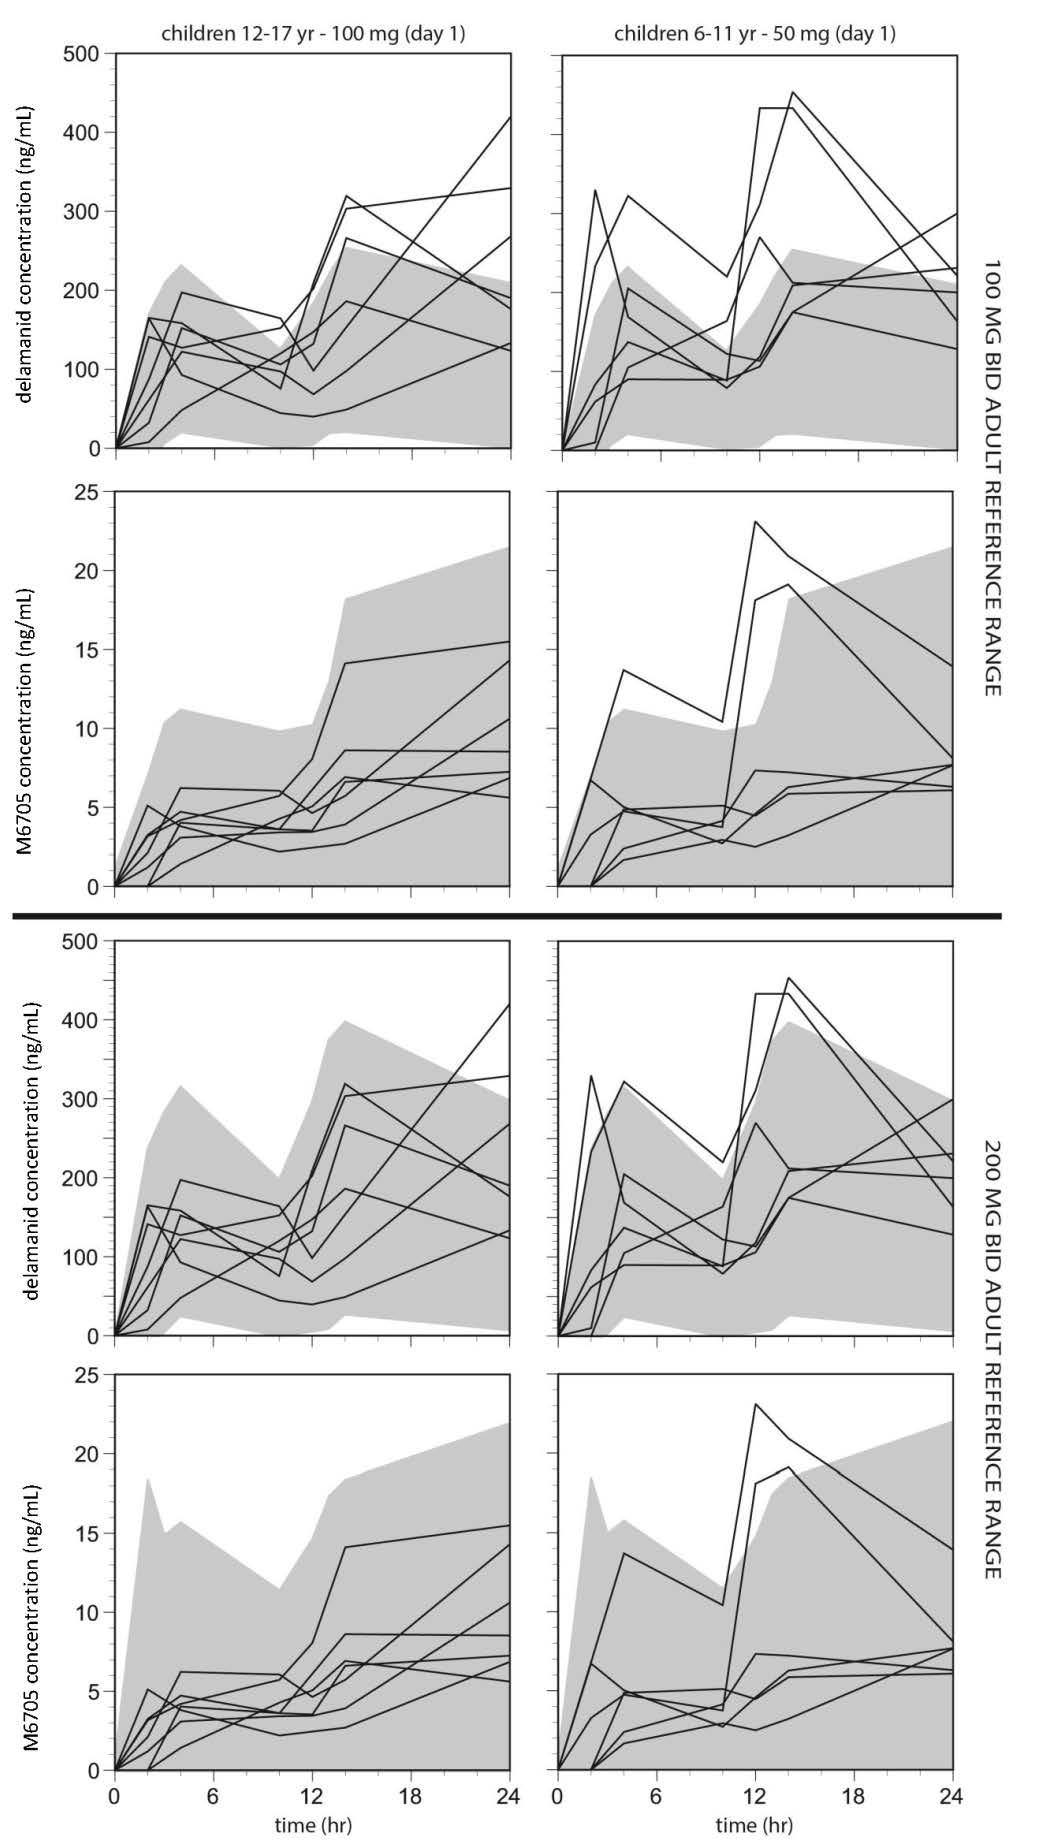 children 12-17 yr - 100 mg (day 1)
children 6-11 yr - 50 mg (day 1)
delamanid concentration (ng/mL)
500
400
300
200
100
0
M6705 concentration (ng/mL)
25
20
15
10
5
0
100 MG BID ADULT REFERENCE RANGE
delamanid concentration (ng/mL)
500
400
300
200
100
0
M6705 concentration (ng/mL)
25
20
15
10
5
0
200 MG BID ADULT REFERENCE RANGE
0 6 12 18 24
0 6 12 18 24
time (hr)
time (hr)